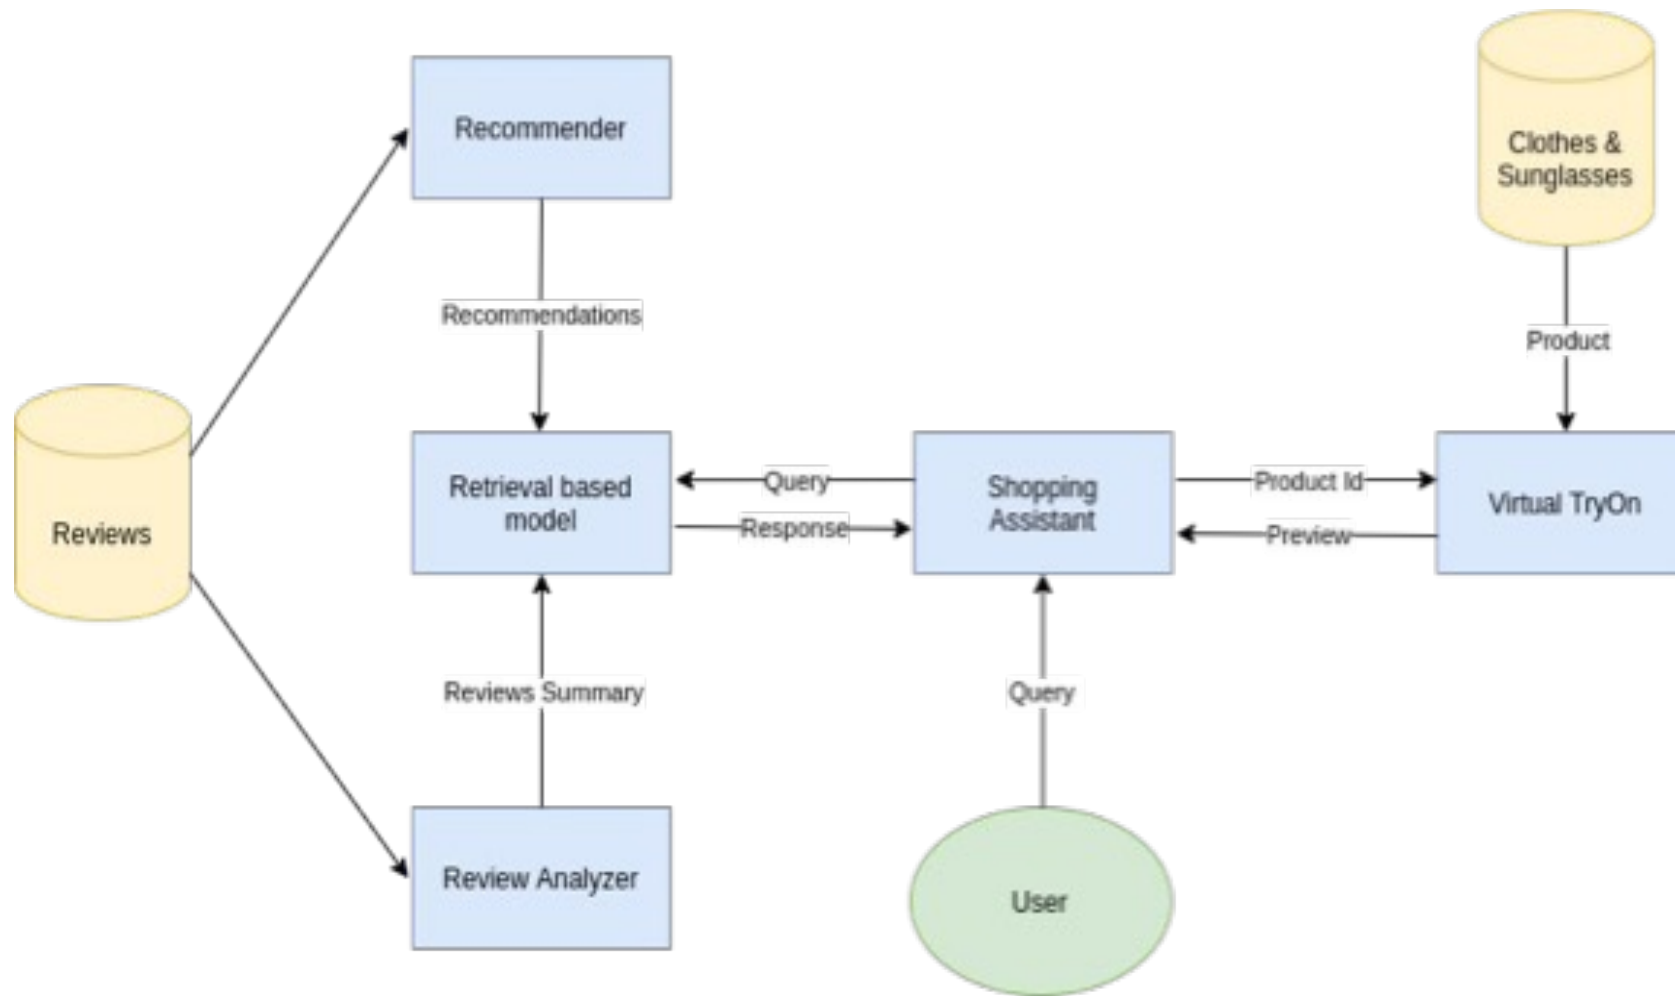 Recommender
Clothes &
Sunglasses
Recommendations
Product
Reviews
Retrieval based
model
Query
Response
Shopping
Assistant
Product Id
Preview
Virtual TryOn
Reviews Summary
Query
Review Analyzer
User